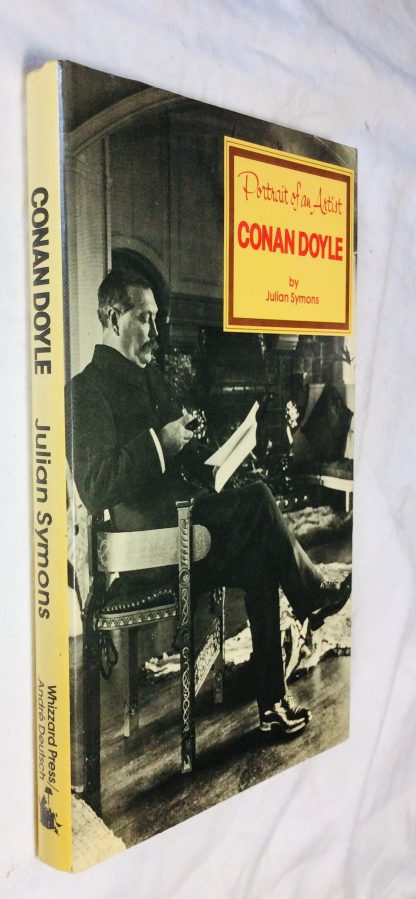 Portrait of an Artist
CONAN DOYLE
by
Julian Symons
CONAN DOYLE
Julian Symons
Whizzard Press/
André Deutsch